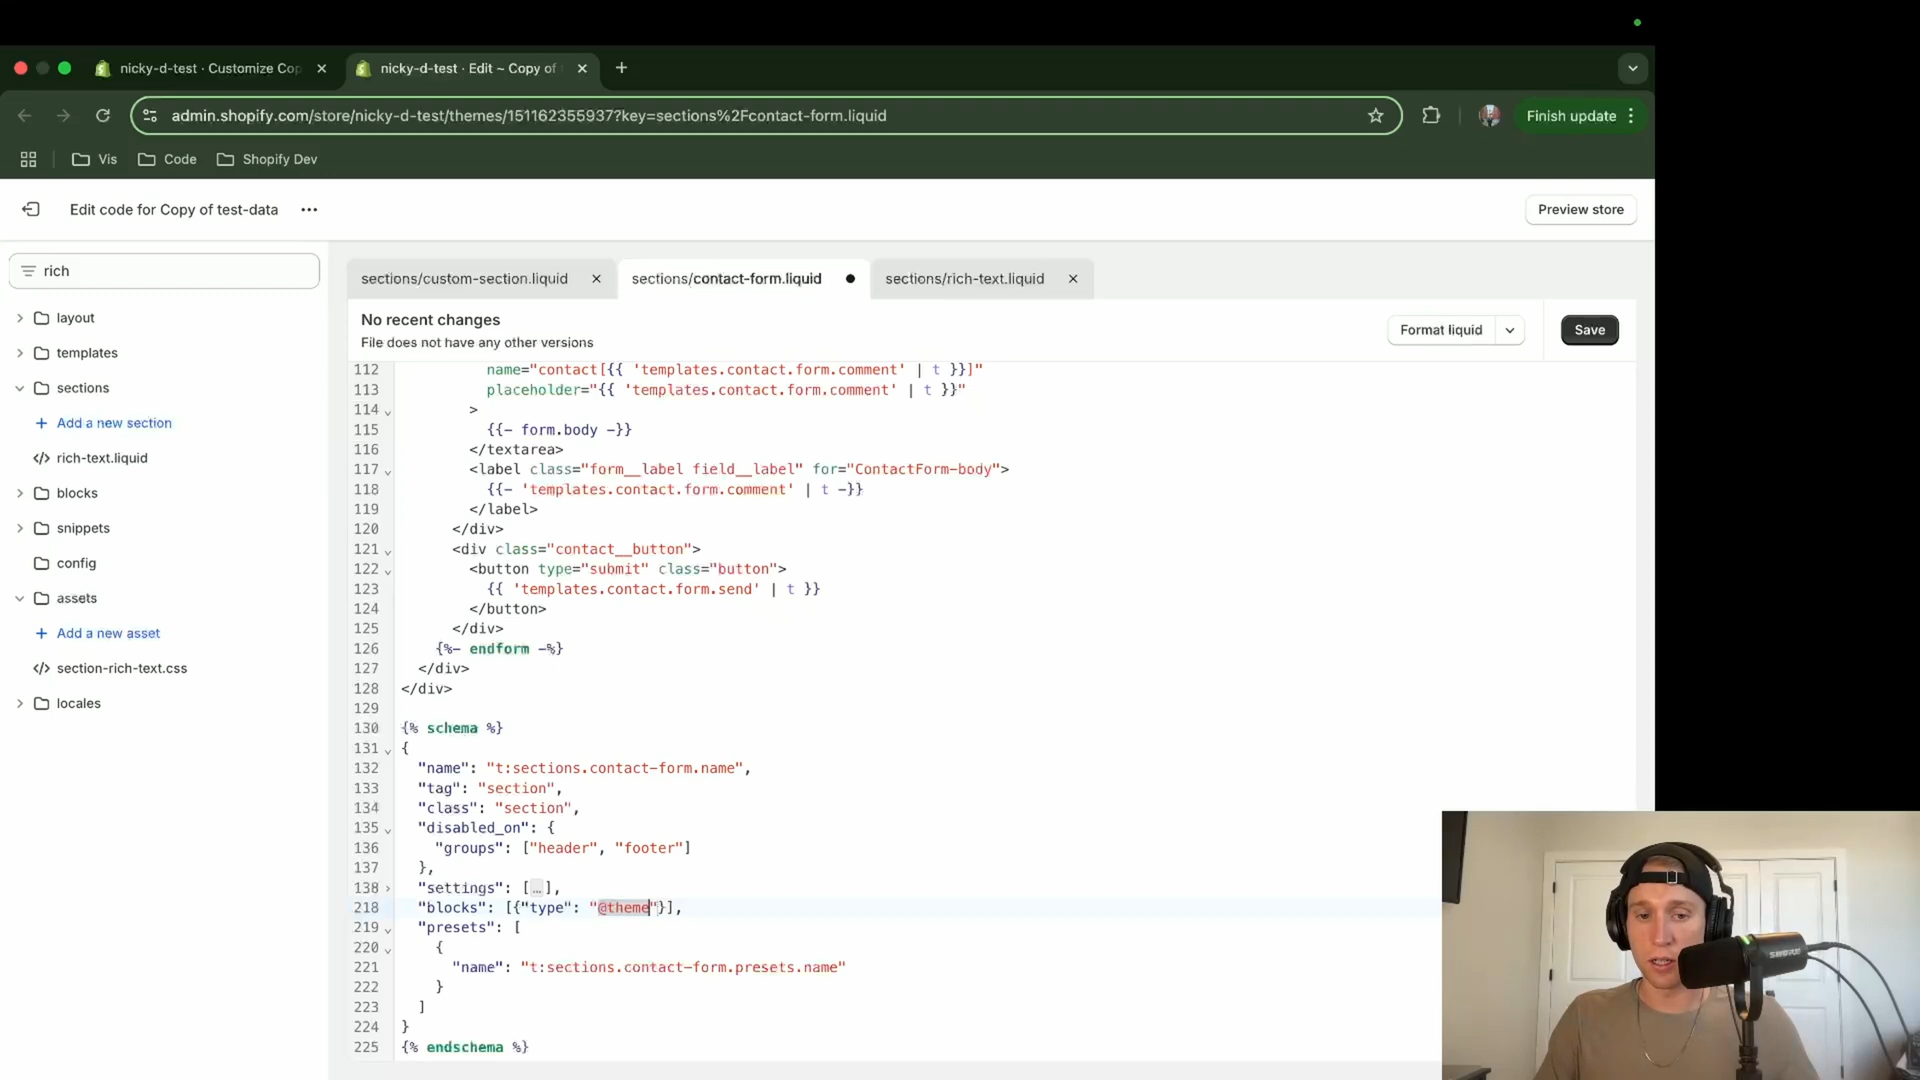 nicky-d-test · Customize Cop
nicky-d-test · Edit ~ Copy of
admin.shopify.com/store/nicky-d-test/themes/151162355937?key=sections%2Fcontact-form.liquid
Finish update
Vis
Code
Shopify Dev
Edit code for Copy of test-data
Preview store
rich
layout
templates
sections
Add a new section
rich-text.liquid
blocks
snippets
config
assets
Add a new asset
section-rich-text.css
locales
sections/custom-section.liquid
sections/contact-form.liquid
sections/rich-text.liquid
No recent changes
File does not have any other versions
Format liquid
Save
112 name="contact[{{ 'templates.contact.form.comment' | t }}]"
113 placeholder="{{ 'templates.contact.form.comment' | t }}"
114 >
115 {{- form.body -}}
116 </textarea>
117 <label class="form__label field__label" for="ContactForm-body">
118 {{- 'templates.contact.form.comment' | t -}}
119 </label>
120 </div>
121 <div class="contact__button">
122 <button type="submit" class="button">
123 {{ 'templates.contact.form.send' | t }}
124 </button>
125 </div>
126 {%- endform -%}
127 </div>
128 </div>
129
130 {% schema %}
131 {
132 "name": "t:sections.contact-form.name",
133 "tag": "section",
134 "class": "section",
135 "disabled_on": {
136 "groups": ["header", "footer"]
137 },
138 "settings": […],
218 "blocks": [{"type": "@theme"}],
219 "presets": [
220 {
221 "name": "t:sections.contact-form.presets.name"
222 }
223 ]
224 }
225 {% endschema %}
SHURE